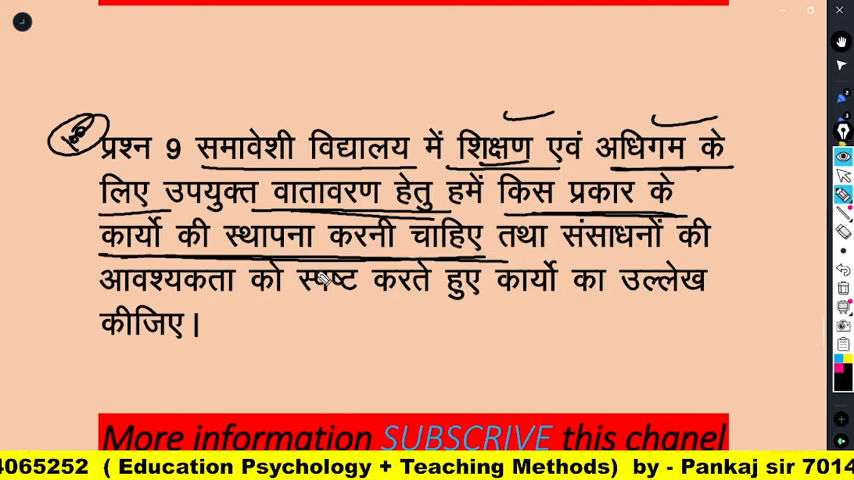 प्रश्न 9 समावेशी विद्यालय में शिक्षण एवं अधिगम के
लिए उपयुक्त वातावरण हेतु हमें किस प्रकार के
कार्यो की स्थापना करनी चाहिए तथा संसाधनों की
आवश्यकता को स्पष्ट करते हुए कार्यो का उल्लेख
कीजिए।
More information SUBSCRIVE this chanel
4065252 ( Education Psychology + Teaching Methods) by - Pankaj sir 7014